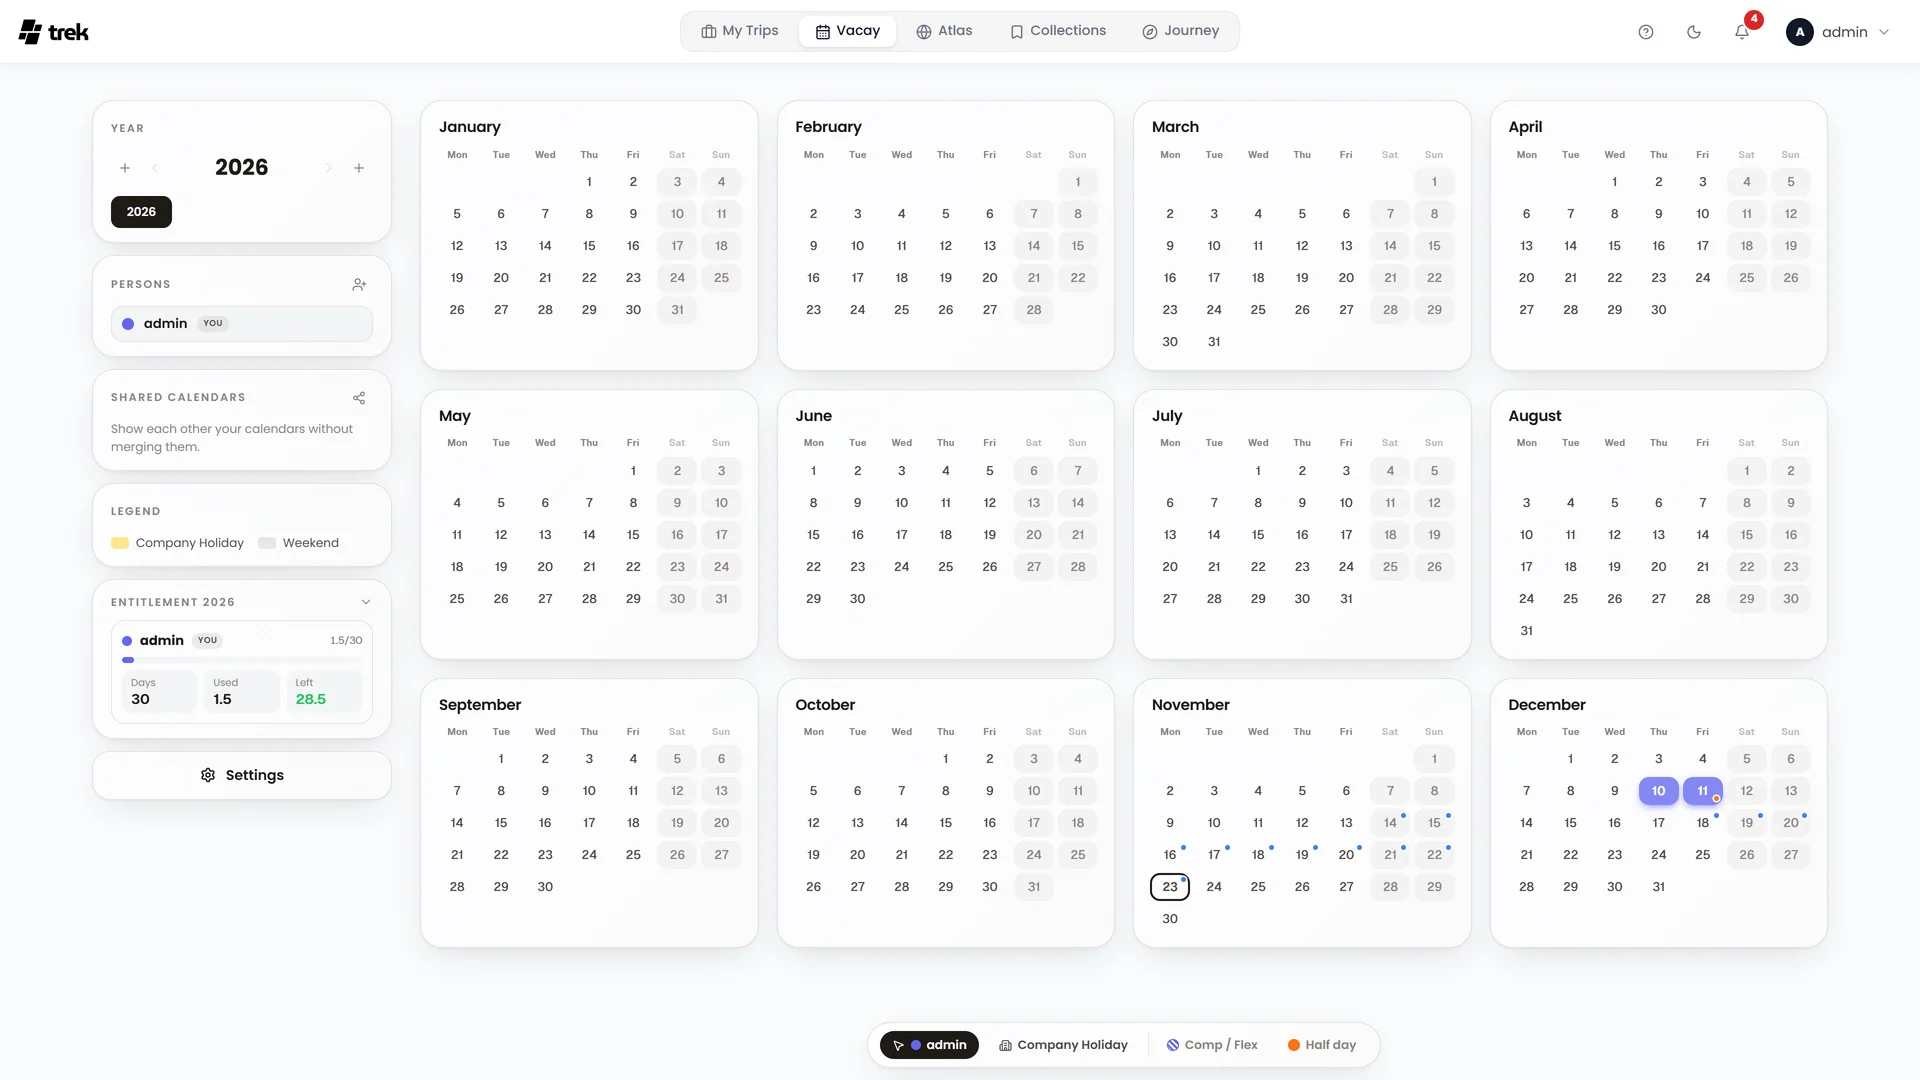 trek
My Trips
Vacay
Atlas
Collections
Journey
4
A
admin
YEAR
2026
2026
PERSONS
admin YOU
SHARED CALENDARS
Show each other your calendars without
merging them.
LEGEND
Company Holiday
Weekend
ENTITLEMENT 2026
admin YOU 1.5/30
Days Used Left
30 1.5 28.5
Settings
January
Mon Tue Wed Thu Fri Sat Sun
1 2 3 4
5 6 7 8 9 10 11
12 13 14 15 16 17 18
19 20 21 22 23 24 25
26 27 28 29 30 31
February
Mon Tue Wed Thu Fri Sat Sun
1
2 3 4 5 6 7 8
9 10 11 12 13 14 15
16 17 18 19 20 21 22
23 24 25 26 27 28
March
Mon Tue Wed Thu Fri Sat Sun
1
2 3 4 5 6 7 8
9 10 11 12 13 14 15
16 17 18 19 20 21 22
23 24 25 26 27 28 29
30 31
April
Mon Tue Wed Thu Fri Sat Sun
1 2 3 4 5
6 7 8 9 10 11 12
13 14 15 16 17 18 19
20 21 22 23 24 25 26
27 28 29 30
May
Mon Tue Wed Thu Fri Sat Sun
1 2 3
4 5 6 7 8 9 10
11 12 13 14 15 16 17
18 19 20 21 22 23 24
25 26 27 28 29 30 31
June
Mon Tue Wed Thu Fri Sat Sun
1 2 3 4 5 6 7
8 9 10 11 12 13 14
15 16 17 18 19 20 21
22 23 24 25 26 27 28
29 30
July
Mon Tue Wed Thu Fri Sat Sun
1 2 3 4 5
6 7 8 9 10 11 12
13 14 15 16 17 18 19
20 21 22 23 24 25 26
27 28 29 30 31
August
Mon Tue Wed Thu Fri Sat Sun
1 2
3 4 5 6 7 8 9
10 11 12 13 14 15 16
17 18 19 20 21 22 23
24 25 26 27 28 29 30
31
September
Mon Tue Wed Thu Fri Sat Sun
1 2 3 4 5 6
7 8 9 10 11 12 13
14 15 16 17 18 19 20
21 22 23 24 25 26 27
28 29 30
October
Mon Tue Wed Thu Fri Sat Sun
1 2 3 4
5 6 7 8 9 10 11
12 13 14 15 16 17 18
19 20 21 22 23 24 25
26 27 28 29 30 31
November
Mon Tue Wed Thu Fri Sat Sun
1
2 3 4 5 6 7 8
9 10 11 12 13 14 15
16 17 18 19 20 21 22
23 24 25 26 27 28 29
30
December
Mon Tue Wed Thu Fri Sat Sun
1 2 3 4 5 6
7 8 9 10 11 12 13
14 15 16 17 18 19 20
21 22 23 24 25 26 27
28 29 30 31
admin
Company Holiday
Comp / Flex
Half day